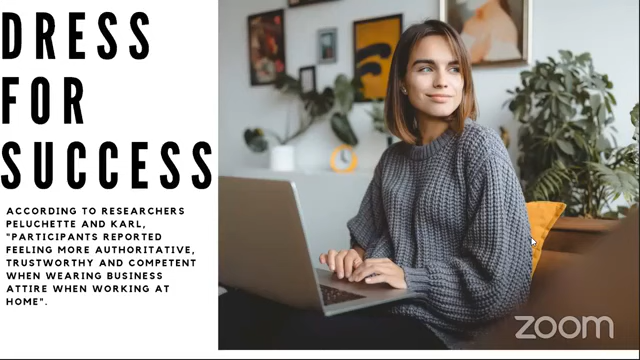 DRESS
FOR
SUCCESS
ACCORDING TO RESEARCHERS
PELUCHETTE AND KARL,
"PARTICIPANTS REPORTED
FEELING MORE AUTHORITATIVE,
TRUSTWORTHY AND COMPETENT
WHEN WEARING BUSINESS
ATTIRE WHEN WORKING AT
HOME".
zoom